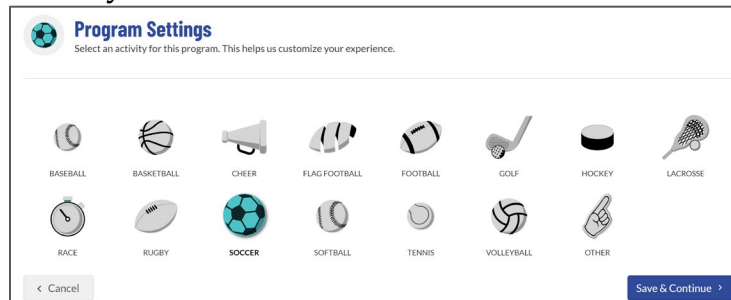 Program Settings
Select an activity for this program. This helps us customize your experience.
BASEBALL
BASKETBALL
CHEER
FLAG FOOTBALL
FOOTBALL
GOLF
HOCKEY
LACROSSE
RACE
RUGBY
SOCCER
SOFTBALL
TENNIS
VOLLEYBALL
OTHER
< Cancel
Save & Continue >